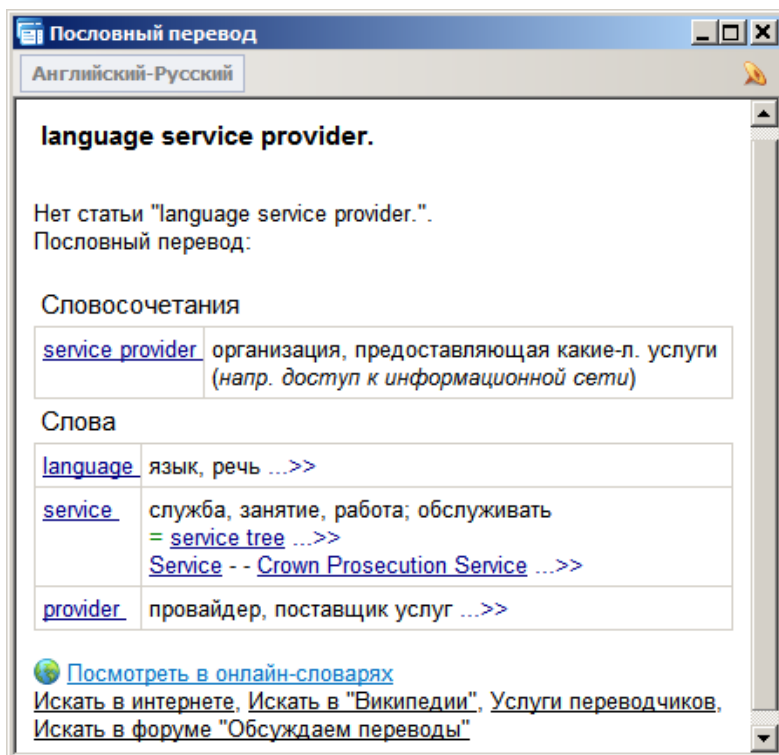 Пословный перевод
Английский-Русский
language service provider.
Нет статьи "language service provider.".
Пословный перевод:
Словосочетания
service provider организация, предоставляющая какие-л. услуги
(напр. доступ к информационной сети)
Слова
language язык, речь ...>>
service служба, занятие, работа; обслуживать
= service tree ...>>
Service - - Crown Prosecution Service ...>>
provider провайдер, поставщик услуг ...>>
Посмотреть в онлайн-словарях
Искать в интернете, Искать в "Википедии", Услуги переводчиков,
Искать в форуме "Обсуждаем переводы"